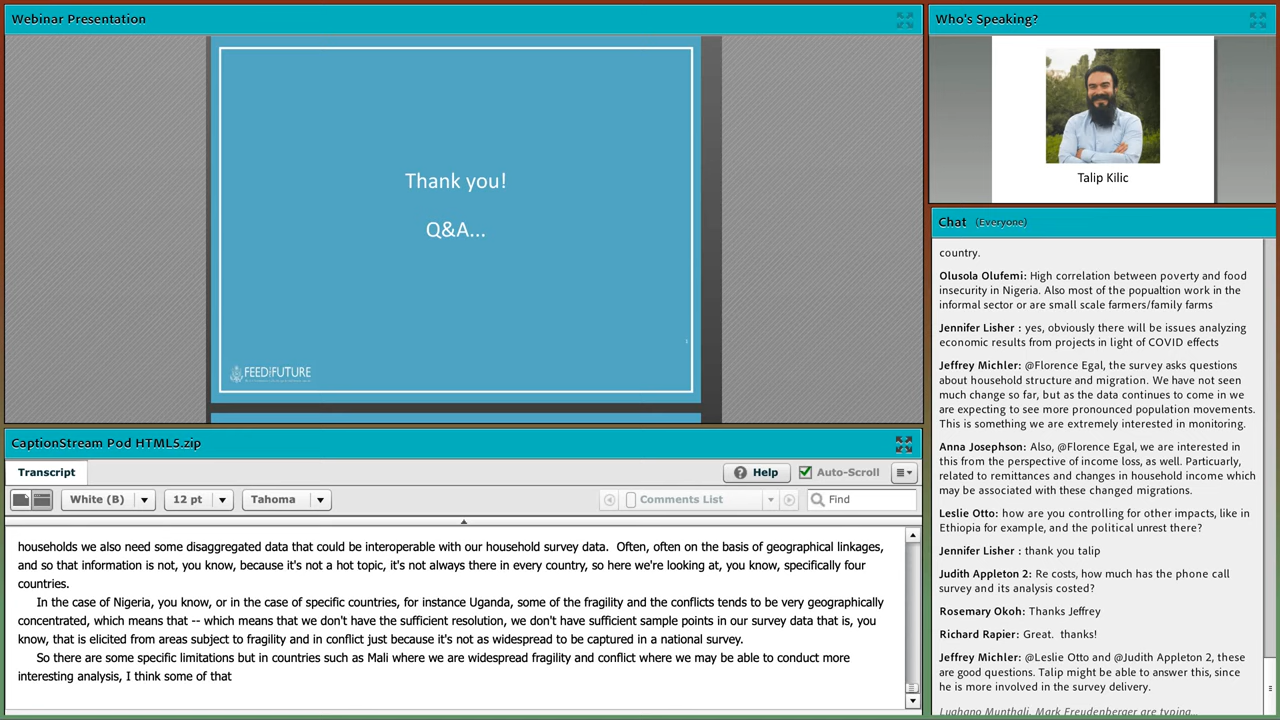 Webinar Presentation
Thank you!
Q&A...
FEED THE FUTURE
Who's Speaking?
Talip Kilic
Chat (Everyone)
country.
Olusola Olufemi: High correlation between poverty and food
insecurity in Nigeria. Also most of the popualtion work in the
informal sector or are small scale farmers/family farms
Jennifer Lisher : yes, obviously there will be issues analyzing
economic results from projects in light of COVID effects
Jeffrey Michler: @Florence Egal, the survey asks questions
about household structure and migration. We have not seen
much change so far, but as the data continues to come in we
are expecting to see more pronounced population movements.
This is something we are extremely interested in monitoring.
Anna Josephson: Also, @Florence Egal, we are interested in
this from the perspective of income loss, as well. Particuarly,
related to remittances and changes in household income which
may be associated with these changed migrations.
Leslie Otto: how are you controlling for other impacts, like in
Ethiopia for example, and the political unrest there?
Jennifer Lisher : thank you talip
Judith Appleton 2: Re costs, how much has the phone call
survey and its analysis costed?
Rosemary Okoh: Thanks Jeffrey
Richard Rapier: Great. thanks!
Jeffrey Michler: @Leslie Otto and @Judith Appleton 2, these
are good questions. Talip might be able to answer this, since
he is more involved in the survey delivery.
Lughano Munthali, Mark Freudenberger are typing...
CaptionStream Pod HTML5.zip
Transcript
Help
Auto-Scroll
White (B)
12 pt
Tahoma
Comments List
Find
households we also need some disaggregated data that could be interoperable with our household survey data. Often, often on the basis of geographical linkages,
and so that information is not, you know, because it's not a hot topic, it's not always there in every country, so here we're looking at, you know, specifically four
countries.
In the case of Nigeria, you know, or in the case of specific countries, for instance Uganda, some of the fragility and the conflicts tends to be very geographically
concentrated, which means that -- which means that we don't have the sufficient resolution, we don't have sufficient sample points in our survey data that is, you
know, that is elicited from areas subject to fragility and in conflict just because it's not as widespread to be captured in a national survey.
So there are some specific limitations but in countries such as Mali where we are widespread fragility and conflict where we may be able to conduct more
interesting analysis, I think some of that